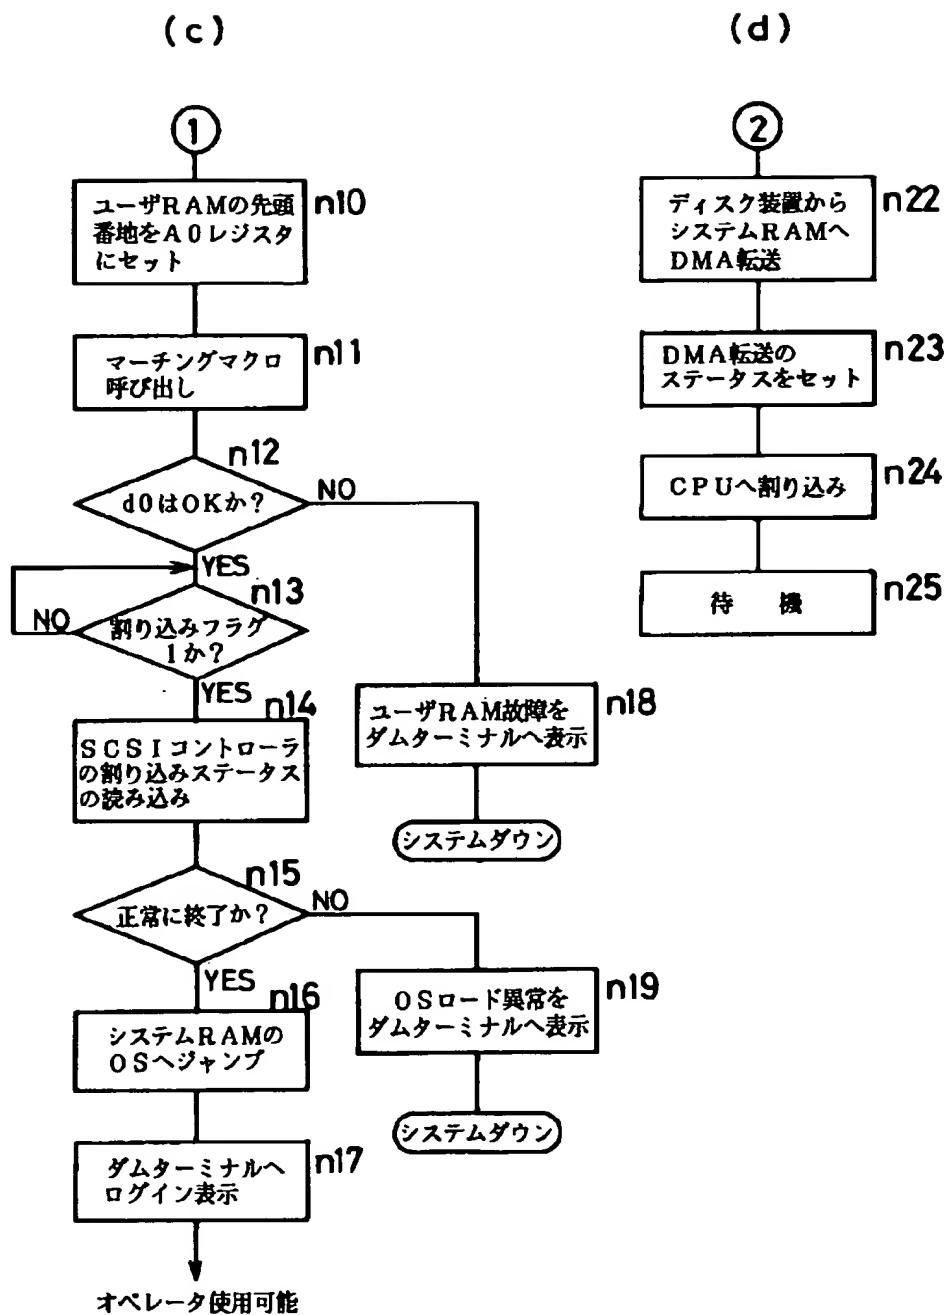 (c)
1
ユーザRAMの先頭
番地をA0レジスタ
にセット
n10
マーチングマクロ
呼び出し
n11
n12
d0はOKか?
NO
YES
n13
NO
割り込みフラグ
1か?
YES
n14
SCSIコントローラ
の割り込みステータス
の読み込み
n15
正常に終了か?
NO
YES
n16
システムRAMの
OSへジャンプ
ダムターミナルへ
ログイン表示
n17
オペレータ使用可能
ユーザRAM故障を
ダムターミナルへ表示
n18
システムダウン
OSロード異常を
ダムターミナルへ表示
n19
システムダウン
(d)
2
ディスク装置から
システムRAMへ
DMA転送
n22
DMA転送の
ステータスをセット
n23
CPUへ割り込み
n24
待 機
n25